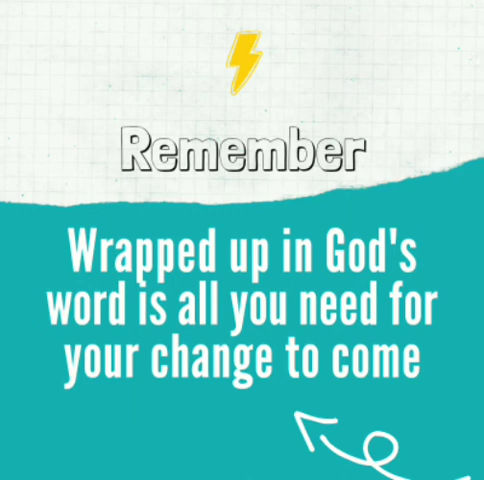 Remember
Wrapped up in God's
word is all you need for
your change to come